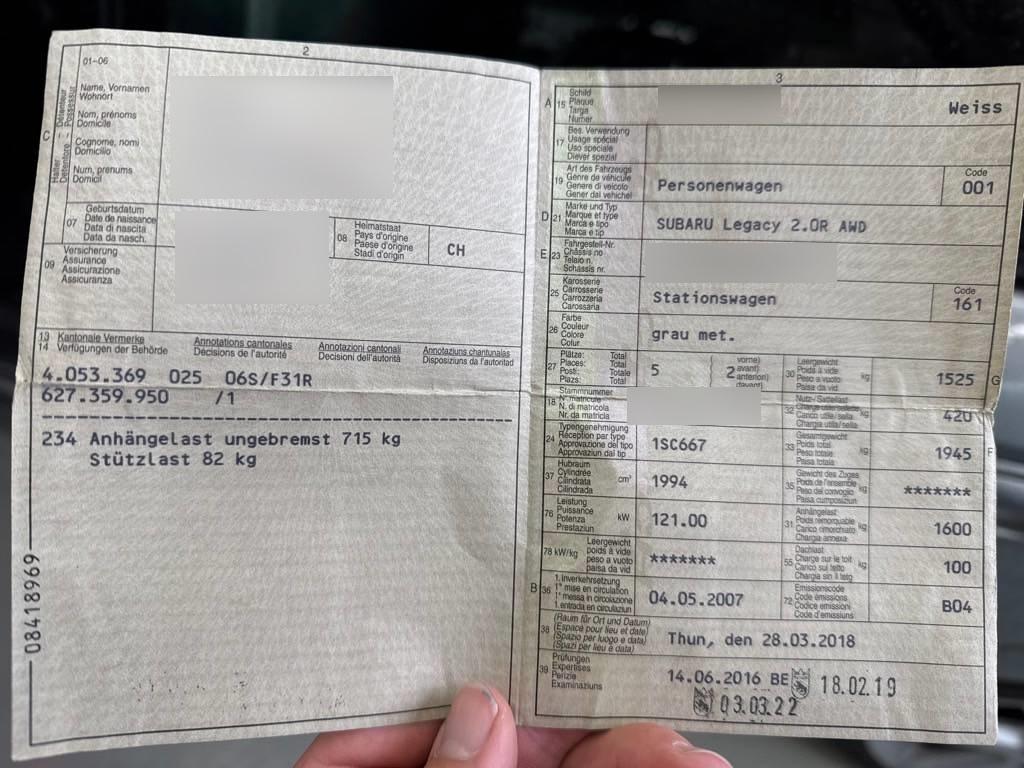 2
01-06
Name, Vornamen
Wohnort
Nom, prénoms
Domicile
Cognome, nomi
Domicilio
Num, prenums
Domicil
C
Halter Détenteur
Détentore Possessur
07
Geburtsdatum
Date de naissance
Data di nascita
Data da nasch.
08
Heimatstaat
Pays d'origine
Paese d'origine
Stadi d'origin
CH
09
Versicherung
Assurance
Assicurazione
Assicuranza
13 Kantonale Vermerke Annotations cantonales Annotazioni cantonali Annotaziuns chantunalas
14 Verfügungen der Behörde Décisions de l'autorité Decisioni dell'autorità Disposiziuns da l'autoritad
4.053.369 025 06S/F31R
627.359.950 /1
234 Anhängelast ungebremst 715 kg
Stützlast 82 kg
08418969
3
A 15
Schild
Plaque
Targa
Numer
Weiss
17
Bes. Verwendung
Usage spécial
Uso speciale
Diever spezial
19
Art des Fahrzeugs
Genre de véhicule
Genere di veicolo
Gener dal vehichel
Personenwagen
Code
001
D 21
Marke und Typ
Marque et type
Marca e tipo
Marca e tip
SUBARU Legacy 2.0R AWD
E 23
Fahrgestell-Nr.
Châssis no
Telaio n.
Schassis nr.
25
Karosserie
Carrosserie
Carrozzeria
Carossaria
Stationswagen
Code
161
26
Farbe
Couleur
Colore
Colur
grau met.
27
Plätze: Total
Places: Total
Posti: Totale
Plazs: Total
5
2
vorne)
avant)
anteriori)
davant)
30
Leergewicht
Poids à vide
Peso a vuoto
Paisa da vid
kg
1525
G
18
Stammnummer
N° matricule
N. di matricola
Nr. da matricla
32
Nutz-/Sattellast
Charge utile/sellette
Carico utile/sella
Chargia utila/sella
kg
420
24
Typengenehmigung
Réception par type
Approvazione del tipo
Approvaziun dal tip
1SC667
33
Gesamtgewicht
Poids total
Peso totale
Paisa totala
kg
1945
F
37
Hubraum
Cylindrée
Cilindrata
Cilindrada
cm³
1994
35
Gewicht des Zuges
Poids de l'ensemble
Peso del convoglio
Paisa cumposiziun
kg
*******
76
Leistung
Puissance
Potenza
Prestaziun
kW
121.00
31
Anhängelast
Poids remorquable
Carico rimorchiato
Chargia annexa
kg
1600
78 kW/kg
Leergewicht
poids à vide
peso a vuoto
paisa da vid
*******
55
Dachlast
Charge sur le toit
Carico sul tetto
Chargia sin il tetg
kg
100
B 36
1. Inverkehrsetzung
1re mise en circulation
1a messa in circolazione
1. entrada en circulaziun
04.05.2007
72
Emissionscode
Code émissions
Codice emissioni
Code d'emissiuns
B04
38
(Raum für Ort und Datum)
(Espace pour lieu et date)
(Spazio per luogo e data)
(Spazi per lieu e data)
Thun, den 28.03.2018
39
Prüfungen
Expertises
Perizie
Examinaziuns
14.06.2016 BE 18.02.19
03.03.22